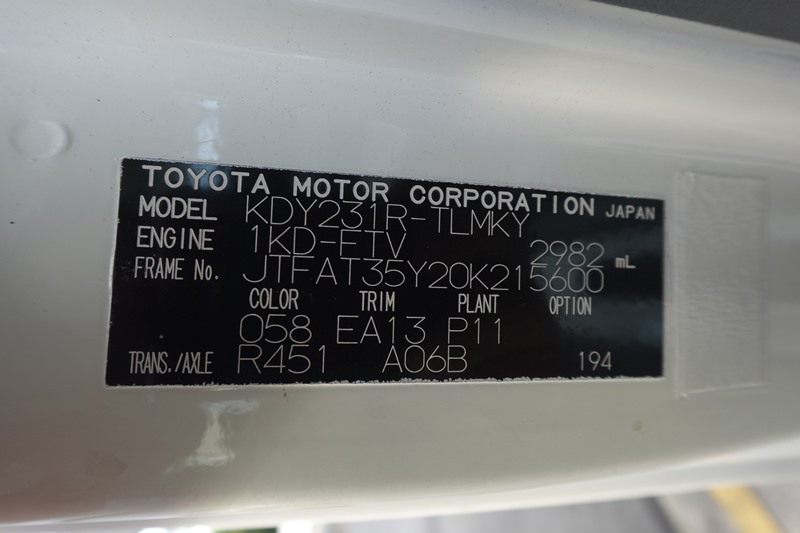 TOYOTA MOTOR CORPORATION JAPAN
MODEL KDY231R-TLMKY
ENGINE 1KD-FTV 2982 mL
FRAME No. JTFAT35Y20K215600
COLOR TRIM PLANT OPTION
058 EA13 P11
TRANS./AXLE R451 A06B 194